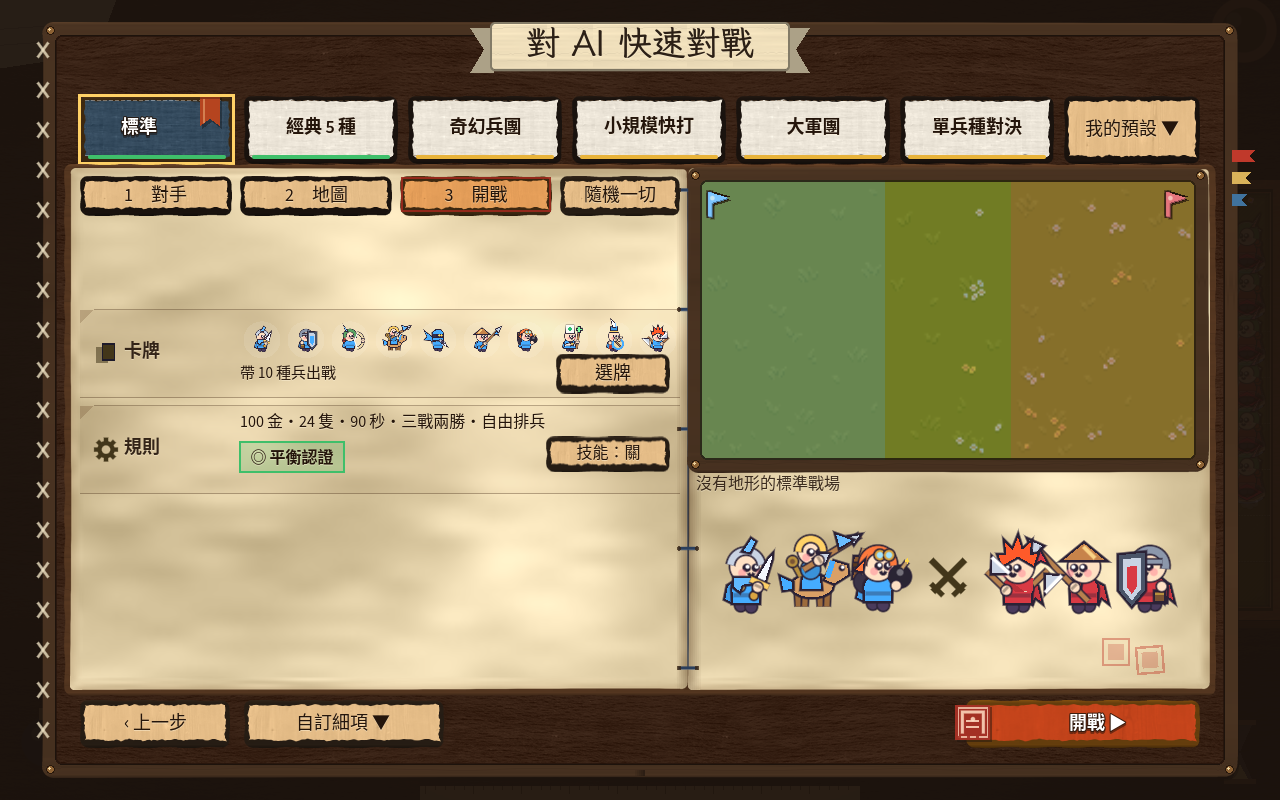 對 AI 快速對戰
標準
經典 5 種
奇幻兵團
小規模快打
大軍團
單兵種對決
我的預設 ▼
1 對手
2 地圖
3 開戰
隨機一切
卡牌
帶 10 種兵出戰
選牌
規則
100 金・24 隻・90 秒・三戰兩勝・自由排兵
◎ 平衡認證
技能：關
沒有地形的標準戰場
‹ 上一步
自訂細項 ▼
開戰 ▶